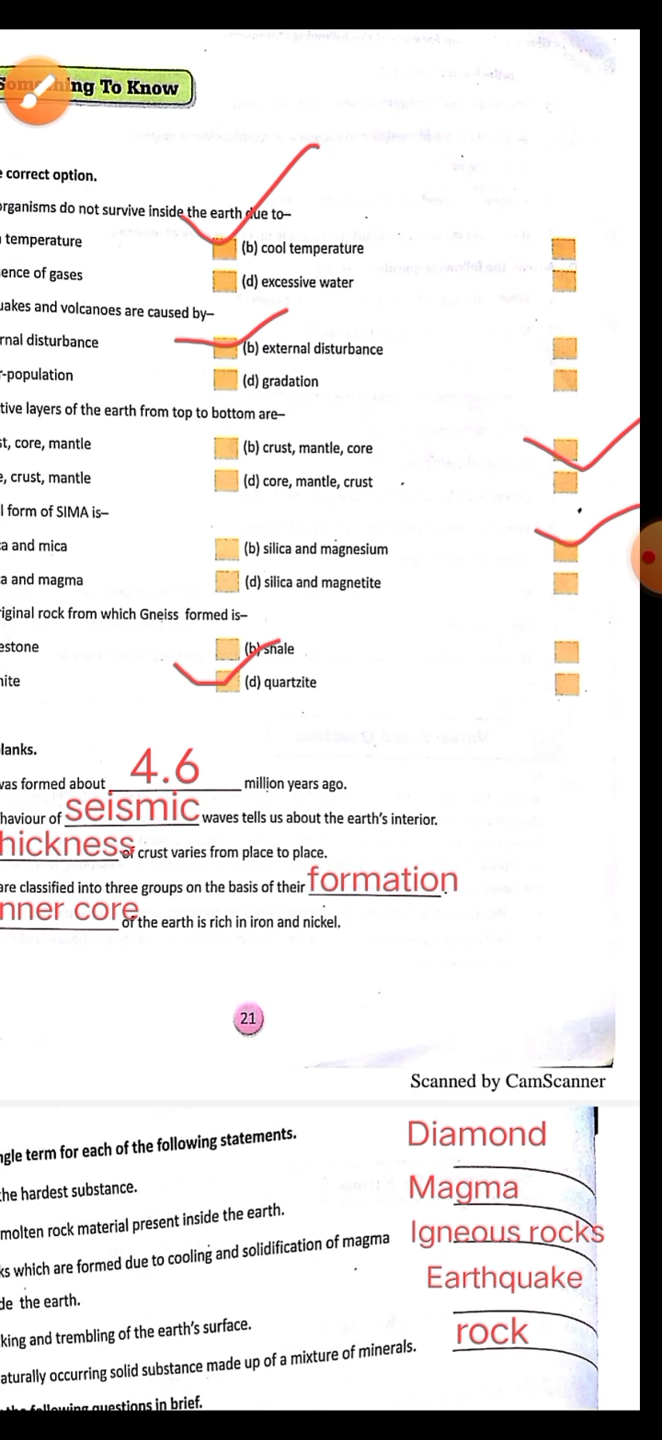 Something To Know
correct option.
organisms do not survive inside the earth due to–
temperature (b) cool temperature
ence of gases (d) excessive water
uakes and volcanoes are caused by–
rnal disturbance (b) external disturbance
r-population (d) gradation
tive layers of the earth from top to bottom are–
st, core, mantle (b) crust, mantle, core
e, crust, mantle (d) core, mantle, crust
l form of SIMA is–
a and mica (b) silica and magnesium
a and magma (d) silica and magnetite
riginal rock from which Gneiss formed is–
estone (b) shale
nite (d) quartzite
lanks.
was formed about 4.6 million years ago.
haviour of seismic waves tells us about the earth's interior.
hickness of crust varies from place to place.
are classified into three groups on the basis of their formation.
nner core of the earth is rich in iron and nickel.
21
Scanned by CamScanner
ngle term for each of the following statements.
Diamond
the hardest substance.
Magma
molten rock material present inside the earth.
Igneous rocks
ks which are formed due to cooling and solidification of magma
Earthquake
de the earth.
king and trembling of the earth's surface.
rock
aturally occurring solid substance made up of a mixture of minerals.
the following questions in brief.